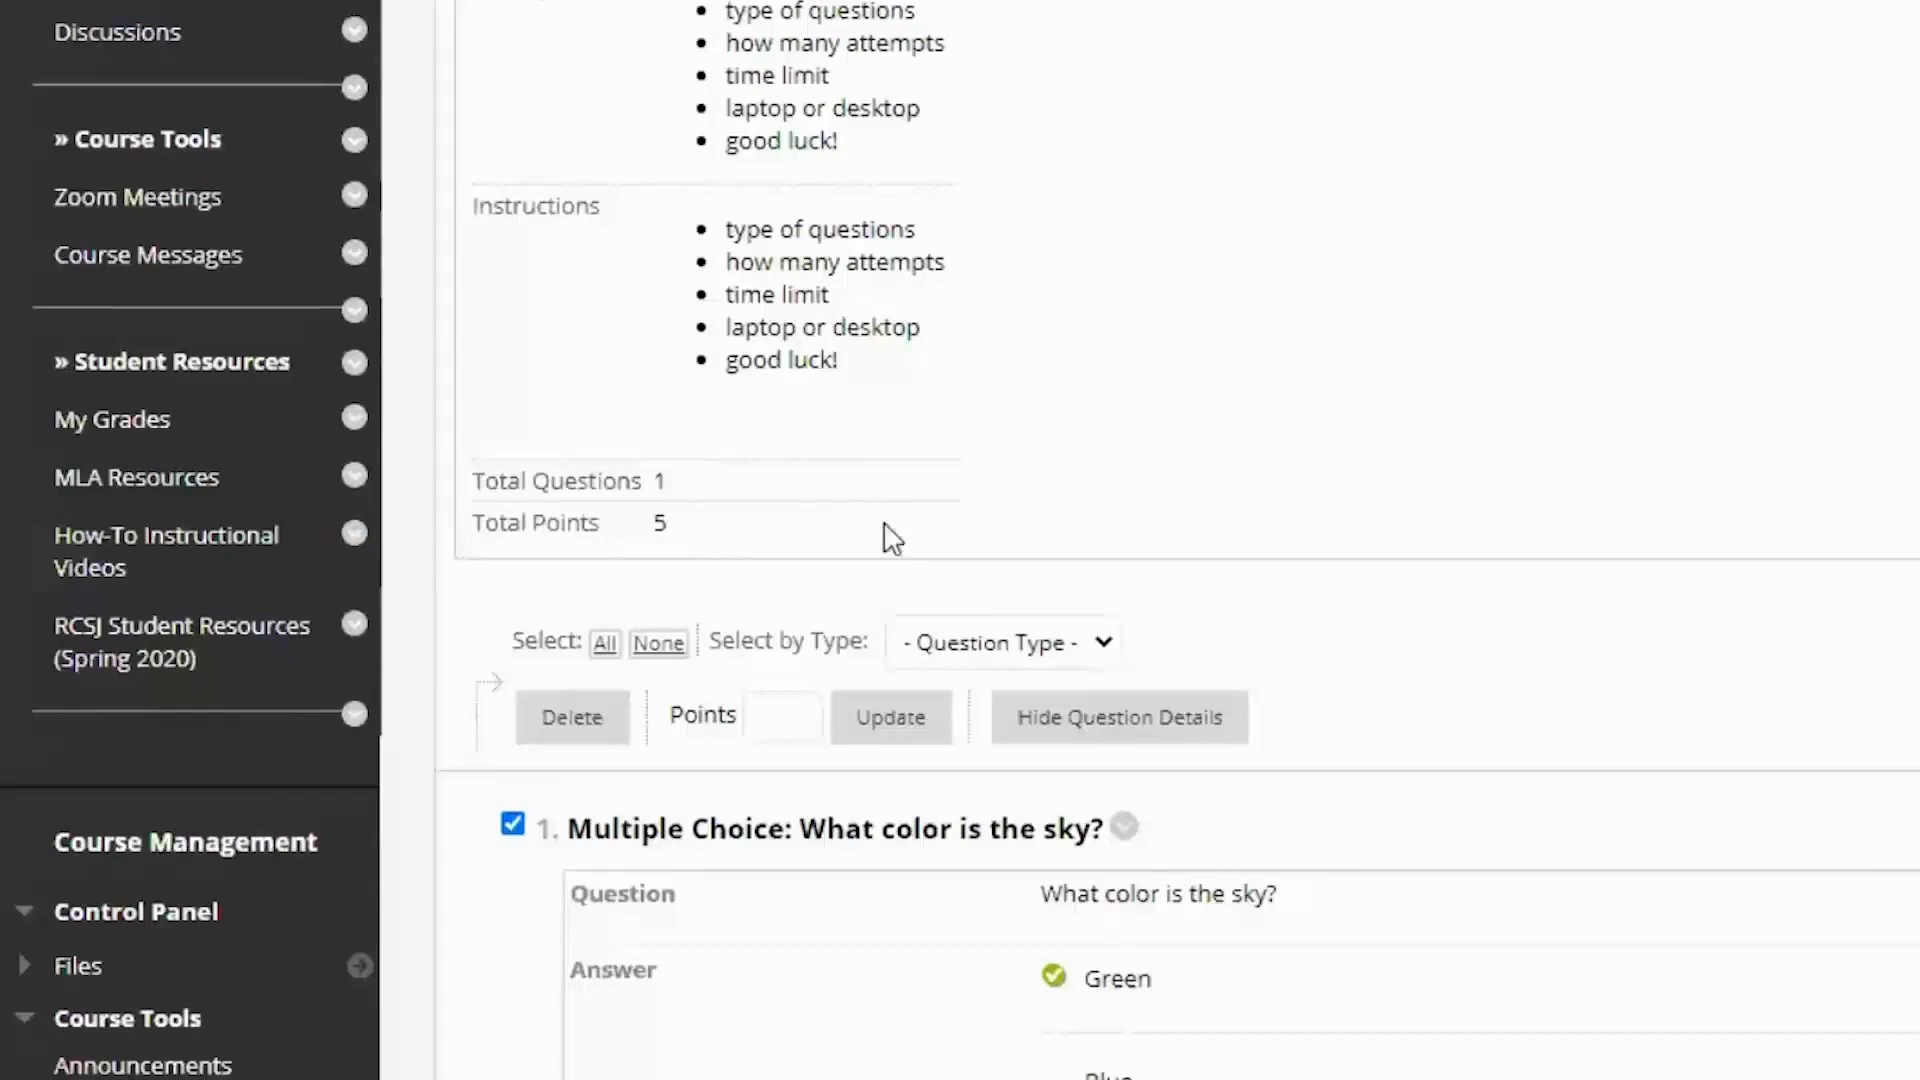 Discussions
» Course Tools
Zoom Meetings
Course Messages
» Student Resources
My Grades
MLA Resources
How-To Instructional
Videos
RCSJ Student Resources
(Spring 2020)
Course Management
Control Panel
Files
Course Tools
Announcements
type of questions
how many attempts
time limit
laptop or desktop
good luck!
Instructions
type of questions
how many attempts
time limit
laptop or desktop
good luck!
Total Questions 1
Total Points 5
Select: All None Select by Type: - Question Type -
Delete Points Update Hide Question Details
1. Multiple Choice: What color is the sky?
Question What color is the sky?
Answer Green